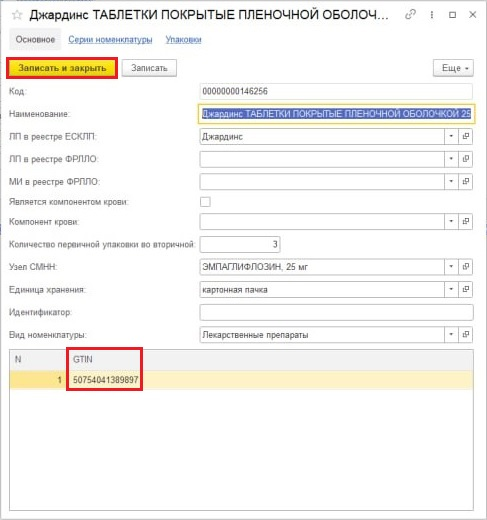 Джардинс ТАБЛЕТКИ ПОКРЫТЫЕ ПЛЕНОЧНОЙ ОБОЛОЧ...
Основное Серии номенклатуры Упаковки
Записать и закрыть Записать Еще
Код: 00000000146256
Наименование: Джардинс ТАБЛЕТКИ ПОКРЫТЫЕ ПЛЕНОЧНОЙ ОБОЛОЧКОЙ 25
ЛП в реестре ЕСКЛП: Джардинс
ЛП в реестре ФРЛЛО:
МИ в реестре ФРЛЛО:
Является компонентом крови:
Компонент крови:
Количество первичной упаковки во вторичной: 3
Узел СМНН: ЭМПАГЛИФЛОЗИН, 25 мг
Единица хранения: картонная пачка
Идентификатор:
Вид номенклатуры: Лекарственные препараты
N GTIN
1 50754041389897